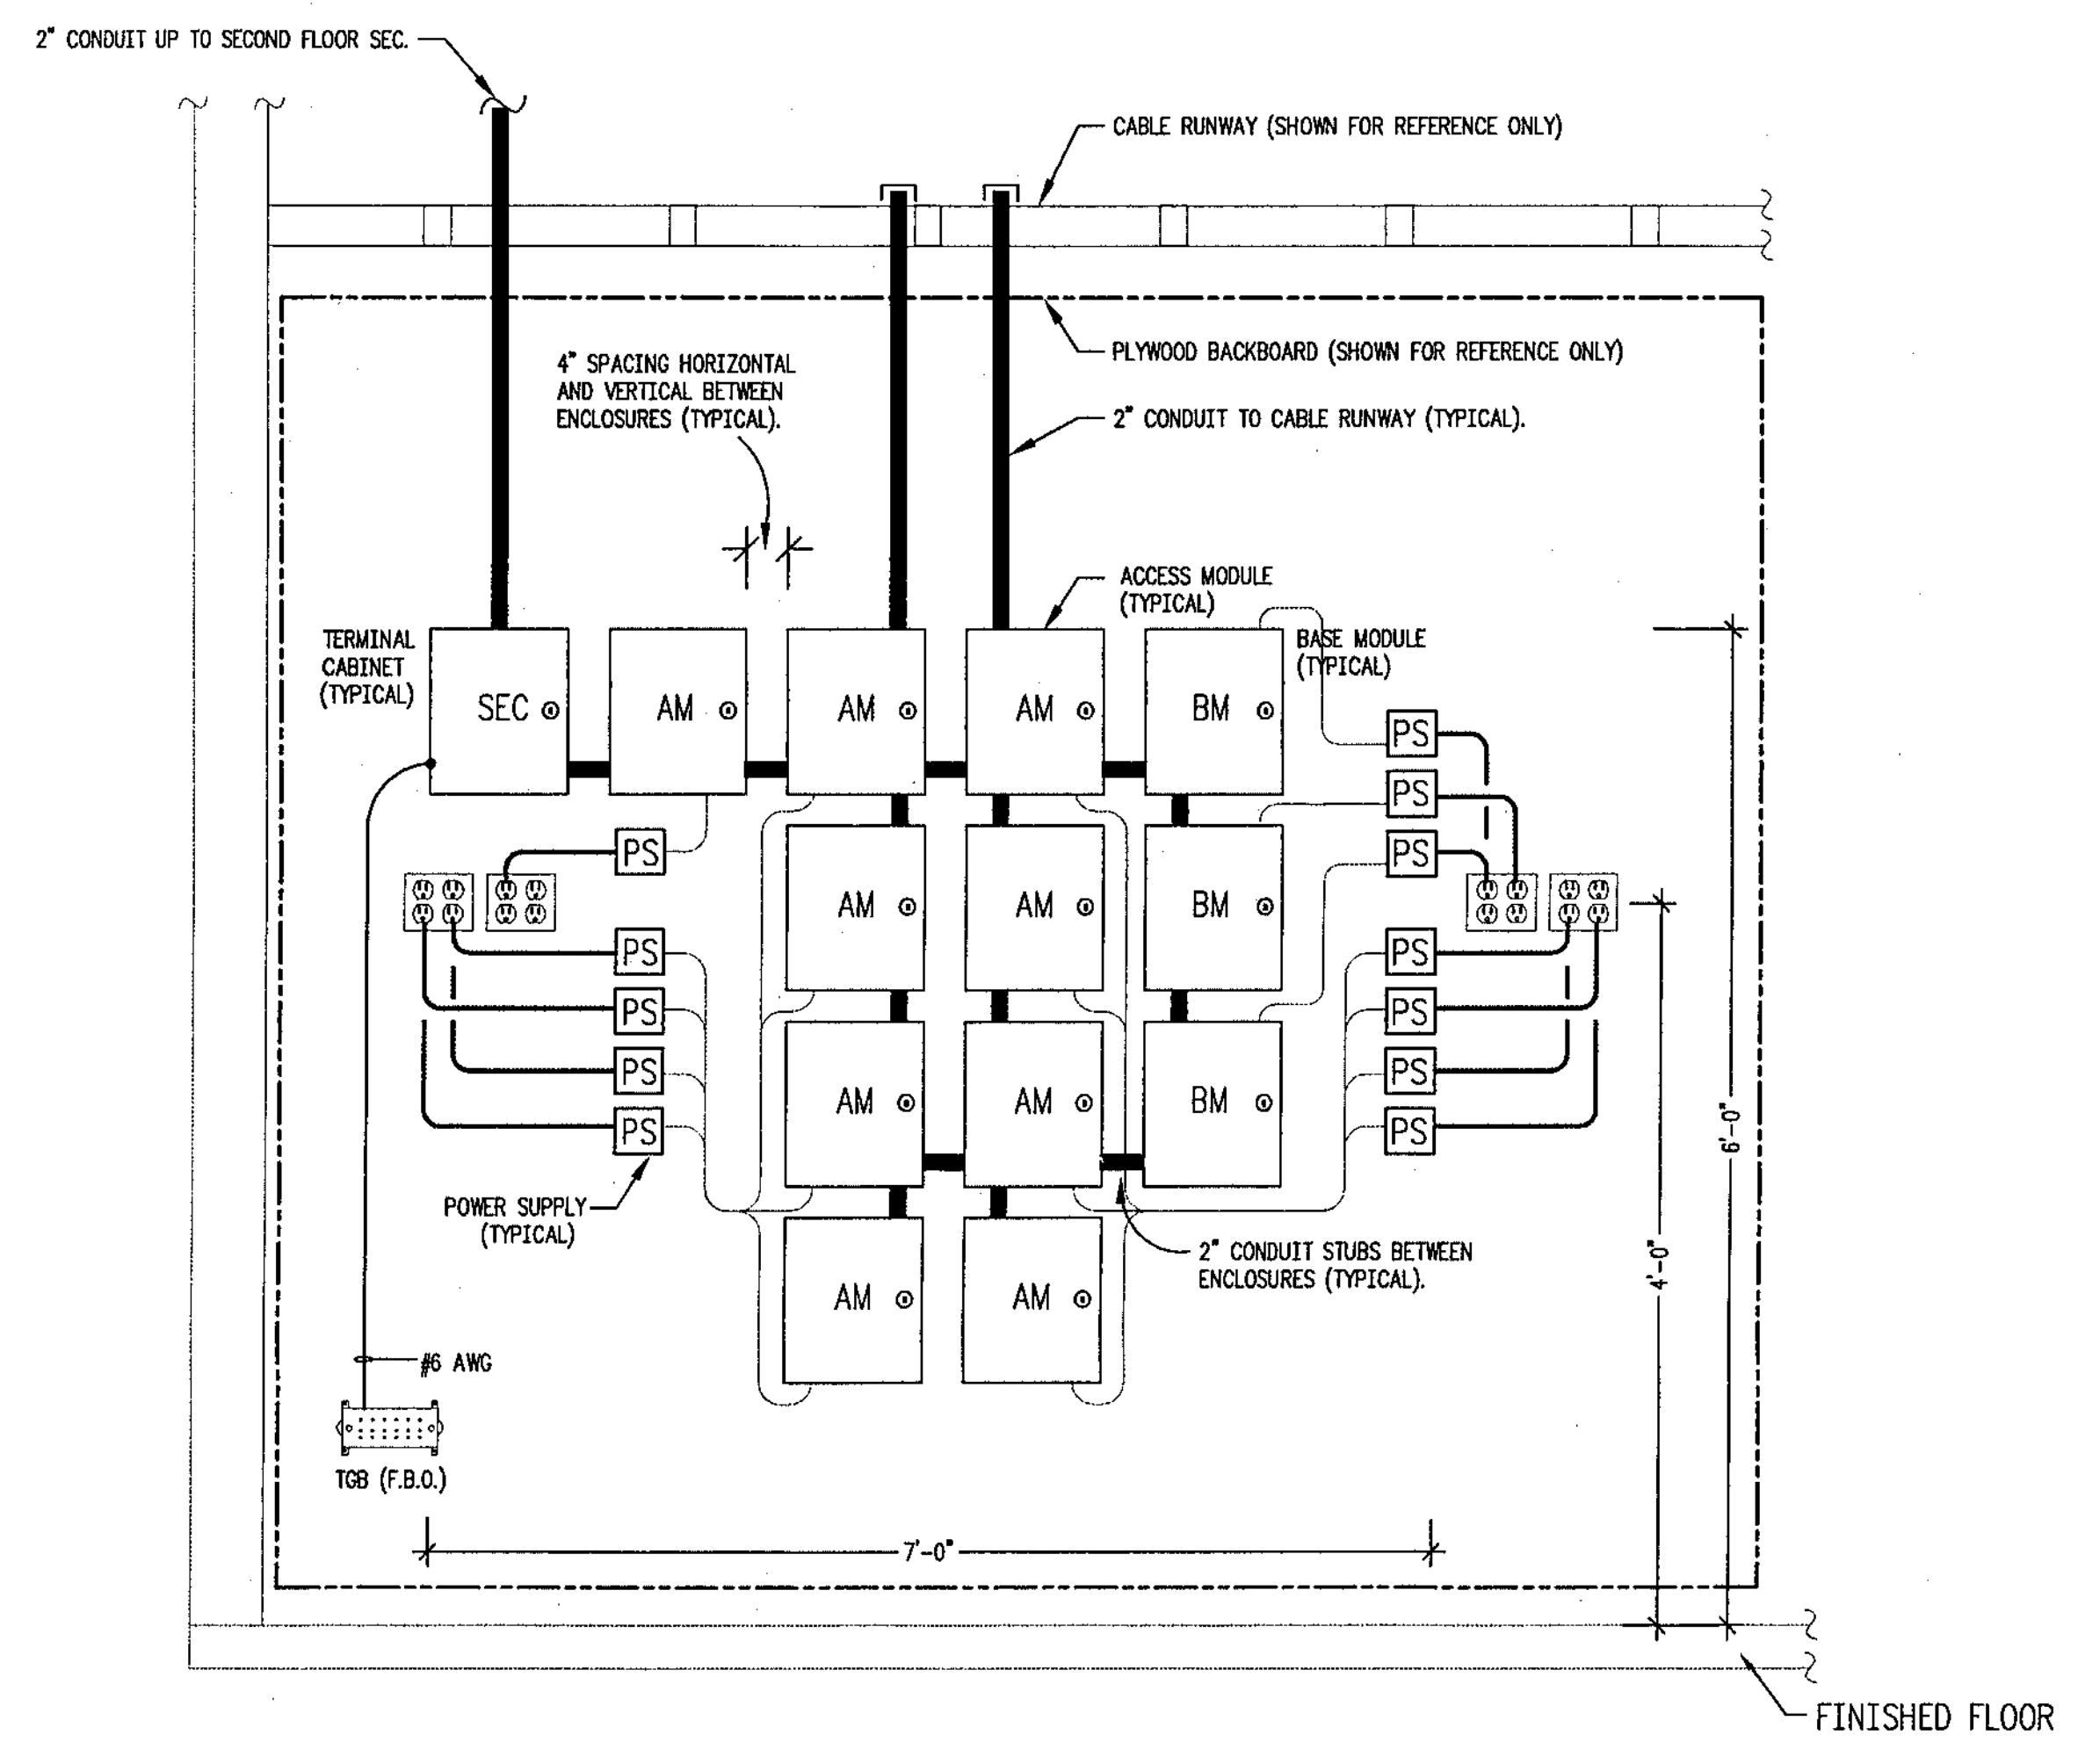 2" CONDUIT UP TO SECOND FLOOR SEC.
CABLE RUNWAY (SHOWN FOR REFERENCE ONLY)
4" SPACING HORIZONTAL
AND VERTICAL BETWEEN
ENCLOSURES (TYPICAL).
PLYWOOD BACKBOARD (SHOWN FOR REFERENCE ONLY)
2" CONDUIT TO CABLE RUNWAY (TYPICAL).
ACCESS MODULE
(TYPICAL)
TERMINAL
CABINET
(TYPICAL)
BASE MODULE
(TYPICAL)
SEC
AM
AM
AM
BM
PS
PS
PS
PS
AM
AM
BM
PS
PS
PS
PS
AM
AM
BM
PS
PS
PS
PS
6'-0"
POWER SUPPLY
(TYPICAL)
2" CONDUIT STUBS BETWEEN
ENCLOSURES (TYPICAL).
4'-0"
AM
AM
#6 AWG
TGB (F.B.O.)
7'-0"
FINISHED FLOOR